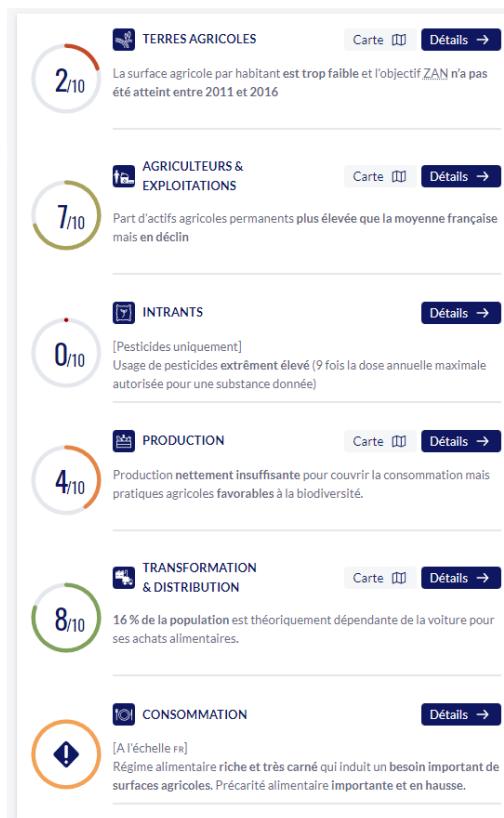 TERRES AGRICOLES
Carte
Détails →
2/10
La surface agricole par habitant est trop faible et l'objectif ZAN n'a pas
été atteint entre 2011 et 2016
AGRICULTEURS &
EXPLOITATIONS
Carte
Détails →
7/10
Part d'actifs agricoles permanents plus élevée que la moyenne française
mais en déclin
INTRANTS
Détails →
0/10
[Pesticides uniquement]
Usage de pesticides extrêment élevé (9 fois la dose annuelle maximale
autorisée pour une substance donnée)
PRODUCTION
Carte
Détails →
4/10
Production nettement insuffisante pour couvrir la consommation mais
pratiques agricoles favorables à la biodiversité.
TRANSFORMATION
& DISTRIBUTION
Carte
Détails →
8/10
16 % de la population est théoriquement dépendante de la voiture pour
ses achats alimentaires.
CONSOMMATION
Détails →
[A l'échelle FR]
Régime alimentaire riche et très carné qui induit un besoin important de
surfaces agricoles. Précarité alimentaire importante et en hausse.